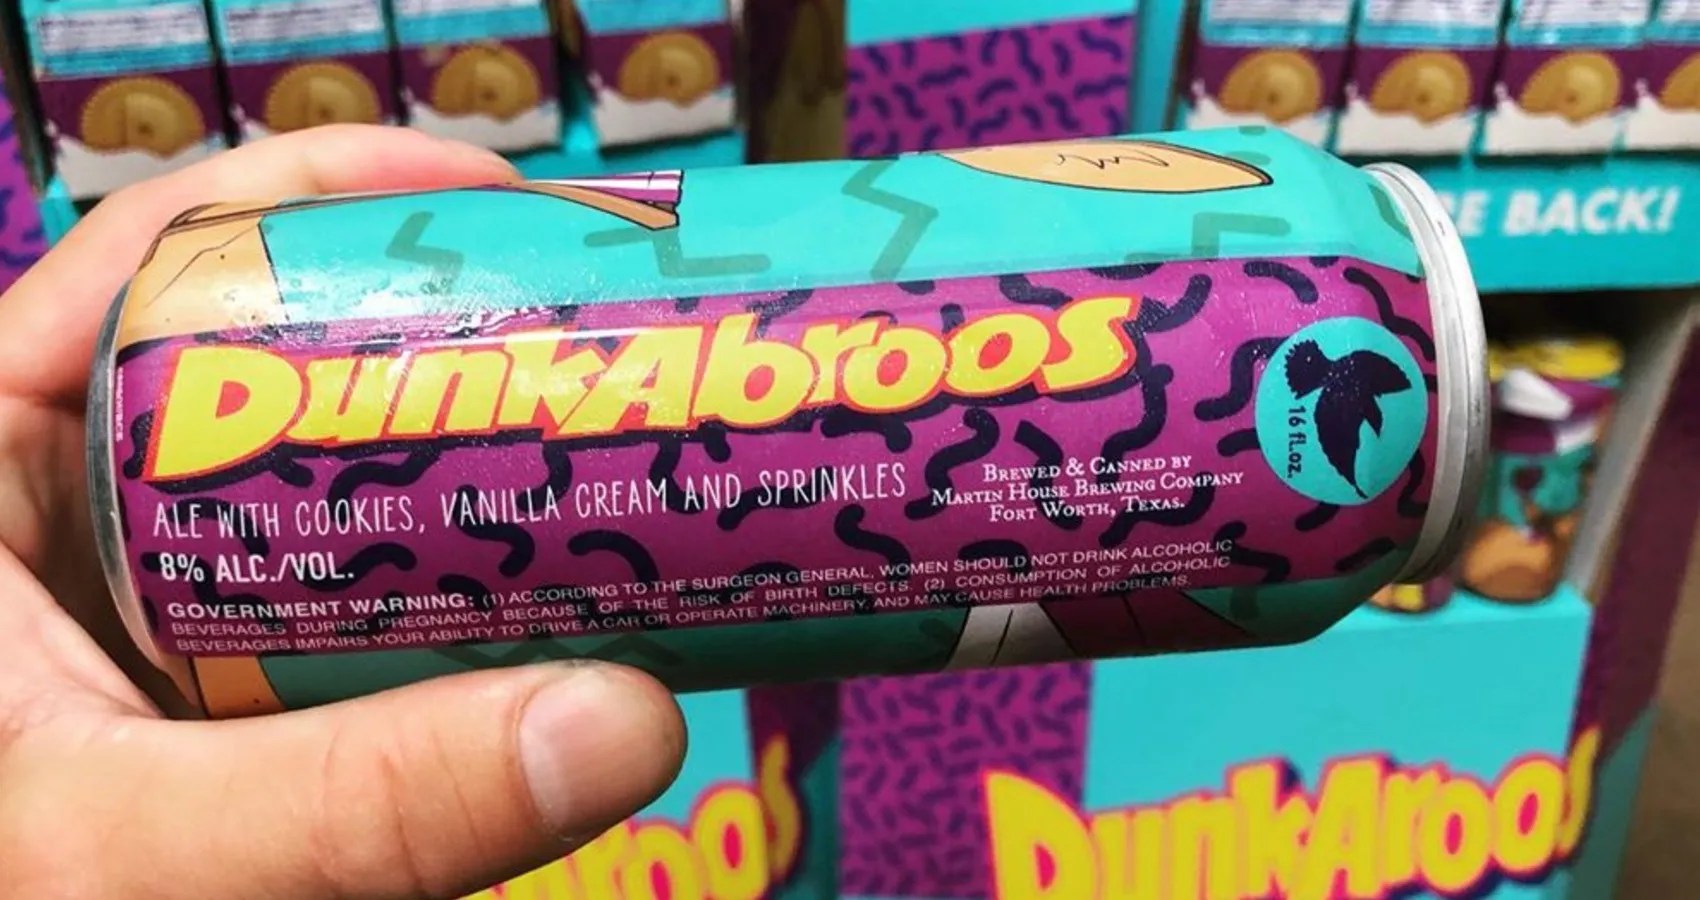 BE BACK!
DunkAbroos
16 fl.oz.
ALE WITH COOKIES, VANILLA CREAM AND SPRINKLES
8% ALC./VOL.
BREWED & CANNED BY
MARTIN HOUSE BREWING COMPANY
FORT WORTH, TEXAS.
GOVERNMENT WARNING: (1) ACCORDING TO THE SURGEON GENERAL, WOMEN SHOULD NOT DRINK ALCOHOLIC
BEVERAGES DURING PREGNANCY BECAUSE OF THE RISK OF BIRTH DEFECTS. (2) CONSUMPTION OF ALCOHOLIC
BEVERAGES IMPAIRS YOUR ABILITY TO DRIVE A CAR OR OPERATE MACHINERY, AND MAY CAUSE HEALTH PROBLEMS.
DunkAroos